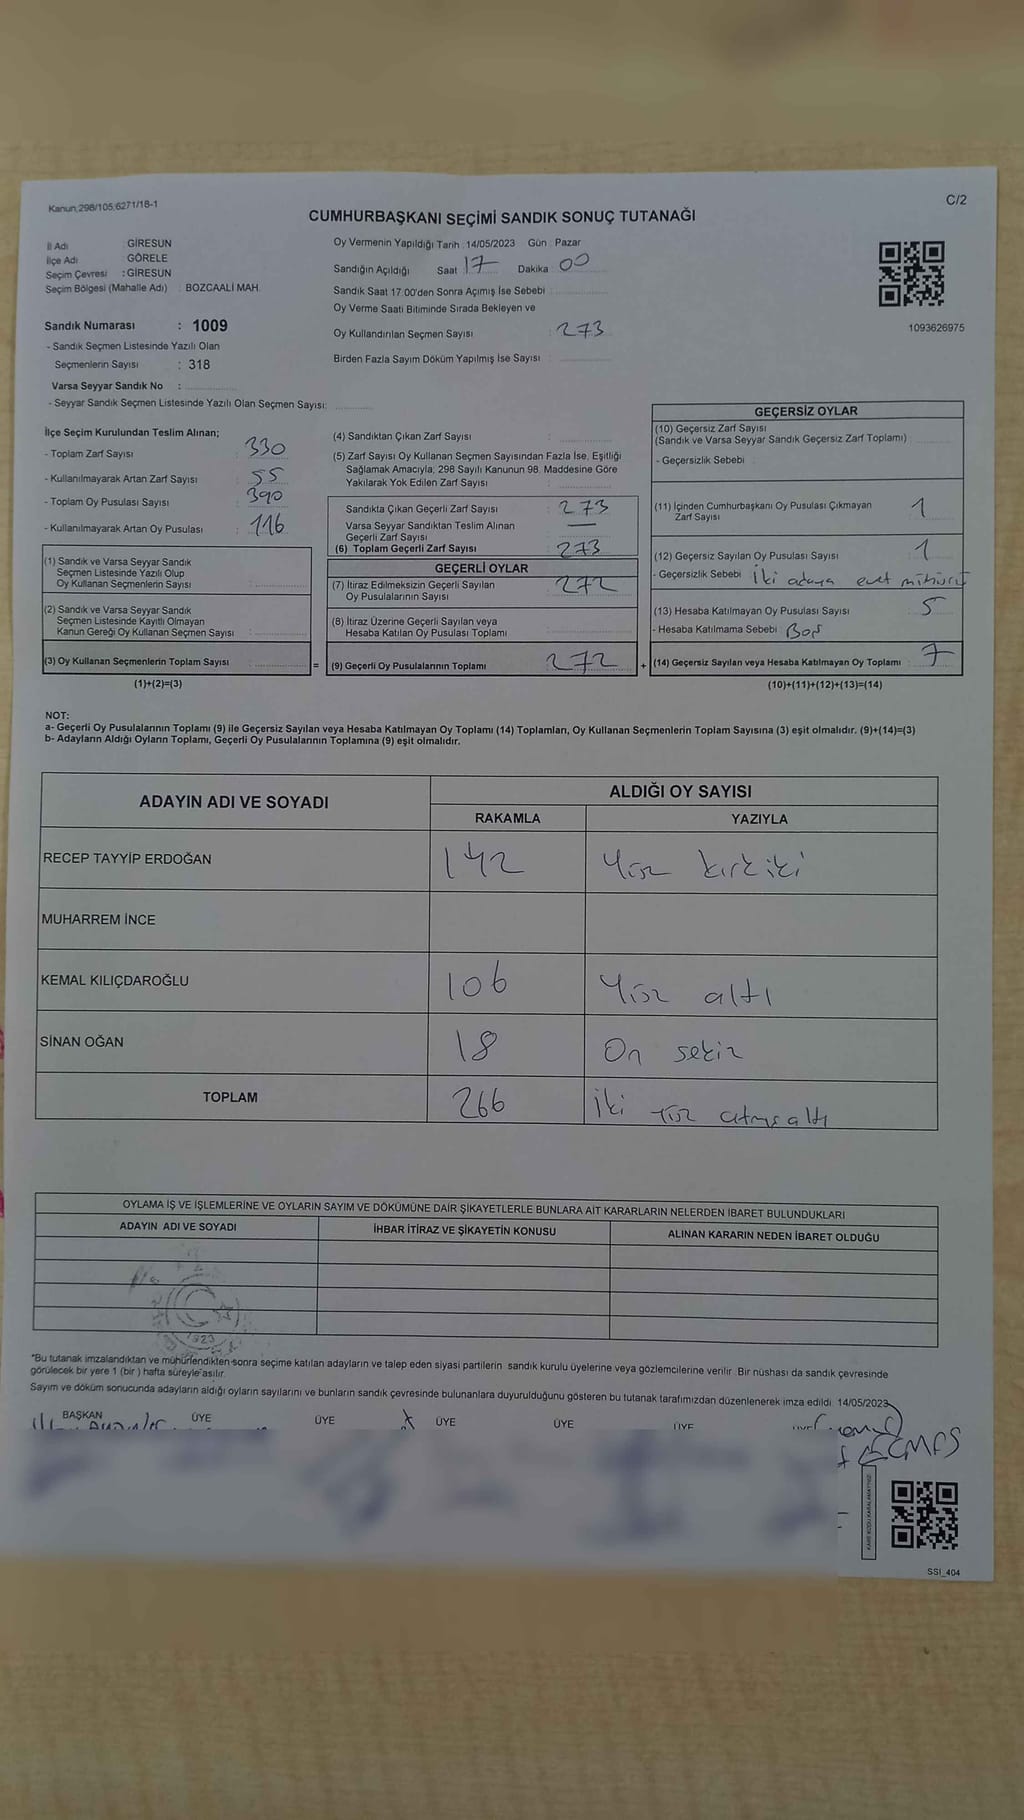 Kanun:298/105;6271/18-1
C/2
CUMHURBAŞKANI SEÇİMİ SANDIK SONUÇ TUTANAĞI
İl Adı : GİRESUN
İlçe Adı : GÖRELE
Seçim Çevresi : GİRESUN
Seçim Bölgesi (Mahalle Adı) : BOZCAALİ MAH.
Sandık Numarası : 1009
- Sandık Seçmen Listesinde Yazılı Olan
Seçmenlerin Sayısı : 318
Varsa Seyyar Sandık No :
- Seyyar Sandık Seçmen Listesinde Yazılı Olan Seçmen Sayısı:
Oy Vermenin Yapıldığı Tarih : 14/05/2023 Gün : Pazar
Sandığın Açıldığı Saat 17 Dakika 00
Sandık Saat 17:00'den Sonra Açımış İse Sebebi
Oy Verme Saati Bitiminde Sırada Bekleyen ve
Oy Kullandırılan Seçmen Sayısı : 273
Birden Fazla Sayım Döküm Yapılmış İse Sayısı :
1093626975
İlçe Seçim Kurulundan Teslim Alınan;
- Toplam Zarf Sayısı : 330
- Kullanılmayarak Artan Zarf Sayısı : 55
- Toplam Oy Pusulası Sayısı : 390
- Kullanılmayarak Artan Oy Pusulası : 116
(1) Sandık ve Varsa Seyyar Sandık
Seçmen Listesinde Yazılı Olup
Oy Kullanan Seçmenlerin Sayısı :
(2) Sandık ve Varsa Seyyar Sandık
Seçmen Listesinde Kayıtlı Olmayan
Kanun Gereği Oy Kullanan Seçmen Sayısı :
(3) Oy Kullanan Seçmenlerin Toplam Sayısı :
(1)+(2)=(3)
=
(4) Sandıktan Çıkan Zarf Sayısı :
(5) Zarf Sayısı Oy Kullanan Seçmen Sayısından Fazla İse, Eşitliği
Sağlamak Amacıyla, 298 Sayılı Kanunun 98. Maddesine Göre
Yakılarak Yok Edilen Zarf Sayısı :
Sandıkta Çıkan Geçerli Zarf Sayısı : 273
Varsa Seyyar Sandıktan Teslim Alınan
Geçerli Zarf Sayısı : —
(6) Toplam Geçerli Zarf Sayısı : 273
GEÇERLİ OYLAR
(7) İtiraz Edilmeksizin Geçerli Sayılan
Oy Pusulalarının Sayısı : 272
(8) İtiraz Üzerine Geçerli Sayılan veya
Hesaba Katılan Oy Pusulası Toplamı :
(9) Geçerli Oy Pusulalarının Toplamı : 272
+
GEÇERSİZ OYLAR
(10) Geçersiz Zarf Sayısı
(Sandık ve Varsa Seyyar Sandık Geçersiz Zarf Toplamı) :
- Geçersizlik Sebebi :
(11) İçinden Cumhurbaşkanı Oy Pusulası Çıkmayan
Zarf Sayısı : 1
(12) Geçersiz Sayılan Oy Pusulası Sayısı : 1
- Geçersizlik Sebebi : İki adaya evet mührü
(13) Hesaba Katılmayan Oy Pusulası Sayısı : 5
- Hesaba Katılmama Sebebi : Boş
(14) Geçersiz Sayılan veya Hesaba Katılmayan Oy Toplamı : 7
(10)+(11)+(12)+(13)=(14)
NOT:
a- Geçerli Oy Pusulalarının Toplamı (9) ile Geçersiz Sayılan veya Hesaba Katılmayan Oy Toplamı (14) Toplamları, Oy Kullanan Seçmenlerin Toplam Sayısına (3) eşit olmalıdır. (9)+(14)=(3)
b- Adayların Aldığı Oyların Toplamı, Geçerli Oy Pusulalarının Toplamına (9) eşit olmalıdır.
ADAYIN ADI VE SOYADI
ALDIĞI OY SAYISI
RAKAMLA YAZIYLA
RECEP TAYYİP ERDOĞAN 142 Yüz kırkiki
MUHARREM İNCE
KEMAL KILIÇDAROĞLU 106 Yüz altı
SİNAN OĞAN 18 On sekiz
TOPLAM 266 İki yüz atmış altı
OYLAMA İŞ VE İŞLEMLERİNE VE OYLARIN SAYIM VE DÖKÜMÜNE DAİR ŞİKAYETLERLE BUNLARA AİT KARARLARIN NELERDEN İBARET BULUNDUKLARI
ADAYIN ADI VE SOYADI İHBAR İTİRAZ VE ŞİKAYETİN KONUSU ALINAN KARARIN NEDEN İBARET OLDUĞU
1923
*Bu tutanak imzalandıktan ve mühürlendikten sonra seçime katılan adayların ve talep eden siyasi partilerin sandık kurulu üyelerine veya gözlemcilerine verilir. Bir nüshası da sandık çevresinde
görülecek bir yere 1 (bir) hafta süreyle asılır.
Sayım ve döküm sonucunda adayların aldığı oyların sayılarını ve bunların sandık çevresinde bulunanlara duyurulduğunu gösteren bu tutanak tarafımızdan düzenlenerek imza edildi. 14/05/2023
BAŞKAN ÜYE ÜYE ÜYE ÜYE ÜYE
SSI_404